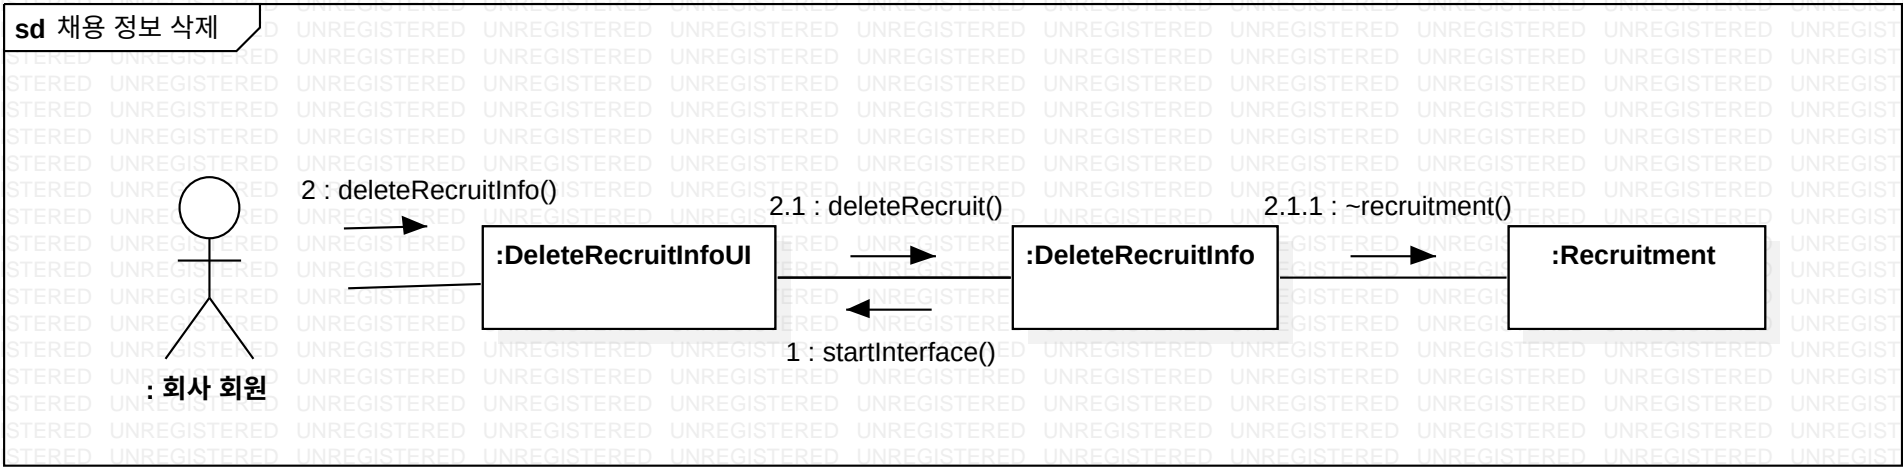 sd 채용 정보 삭제
2 : deleteRecruitInfo()
2.1 : deleteRecruit()
2.1.1 : ~recruitment()
:DeleteRecruitInfoUI
:DeleteRecruitInfo
:Recruitment
1 : startInterface()
: 회사 회원
UNREGISTERED